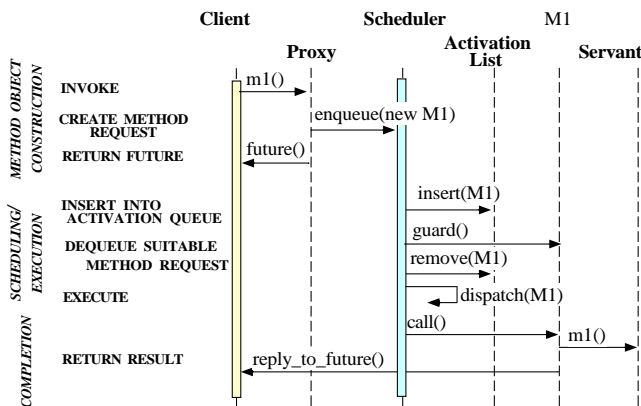 Client
Scheduler
M1
Proxy
Activation
List
Servant
METHOD OBJECT
CONSTRUCTION
INVOKE
m1()
CREATE METHOD
REQUEST
enqueue(new M1)
RETURN FUTURE
future()
SCHEDULING/
EXECUTION
INSERT INTO
ACTIVATION QUEUE
insert(M1)
guard()
DEQUEUE SUITABLE
METHOD REQUEST
remove(M1)
EXECUTE
dispatch(M1)
COMPLETION
call()
m1()
RETURN RESULT
reply_to_future()